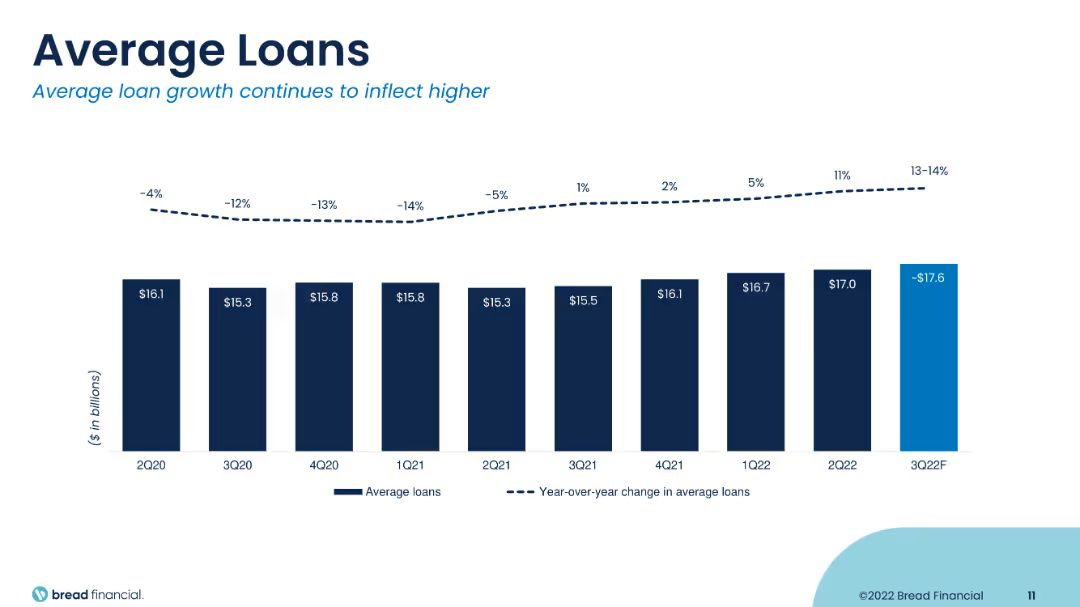 Average Loans
Average loan growth continues to inflect higher
-4%
-12%
-13%
-14%
-5%
1%
2%
5%
11%
13-14%
$16.1
$15.3
$15.8
$15.8
$15.3
$15.5
$16.1
$16.7
$17.0
~$17.6
($ in billions)
2Q20
3Q20
4Q20
1Q21
2Q21
3Q21
4Q21
1Q22
2Q22
3Q22F
Average loans
Year-over-year change in average loans
bread financial.
©2022 Bread Financial
11